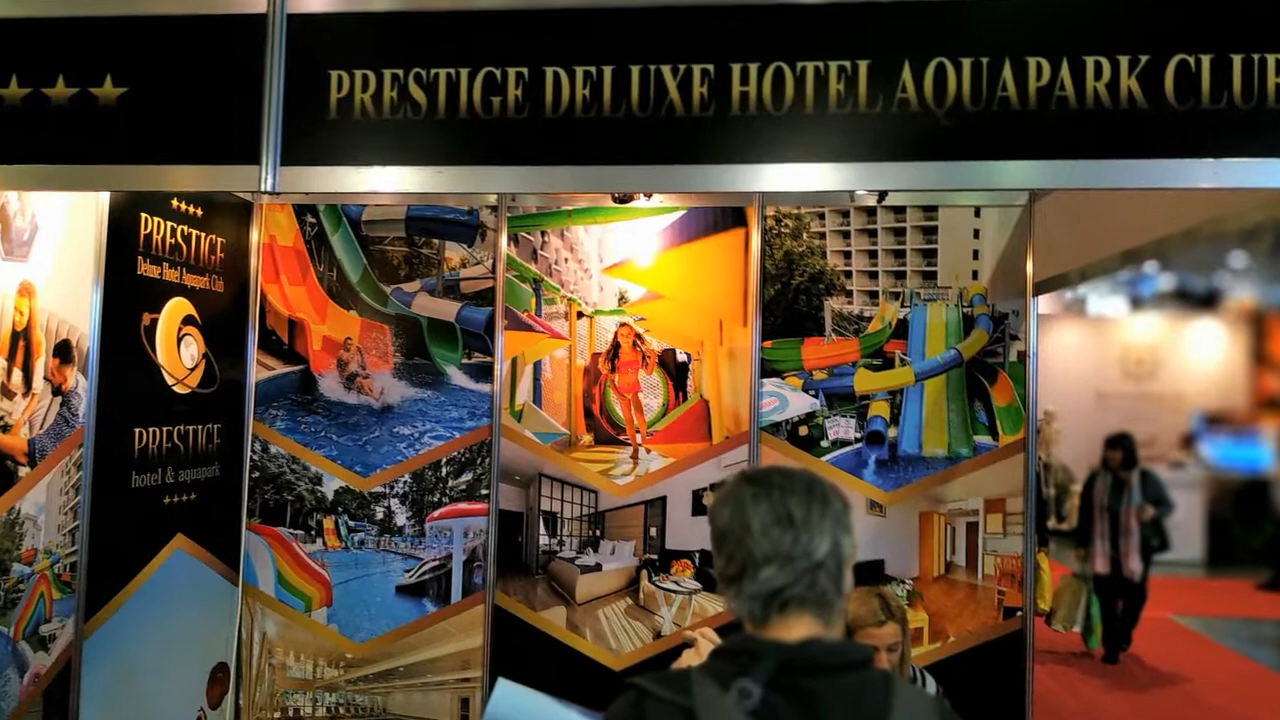 PRESTIGE DELUXE HOTEL AQUAPARK CLUB
PRESTIGE
Deluxe Hotel Aquapark Club
PRESTIGE
hotel & aquapark